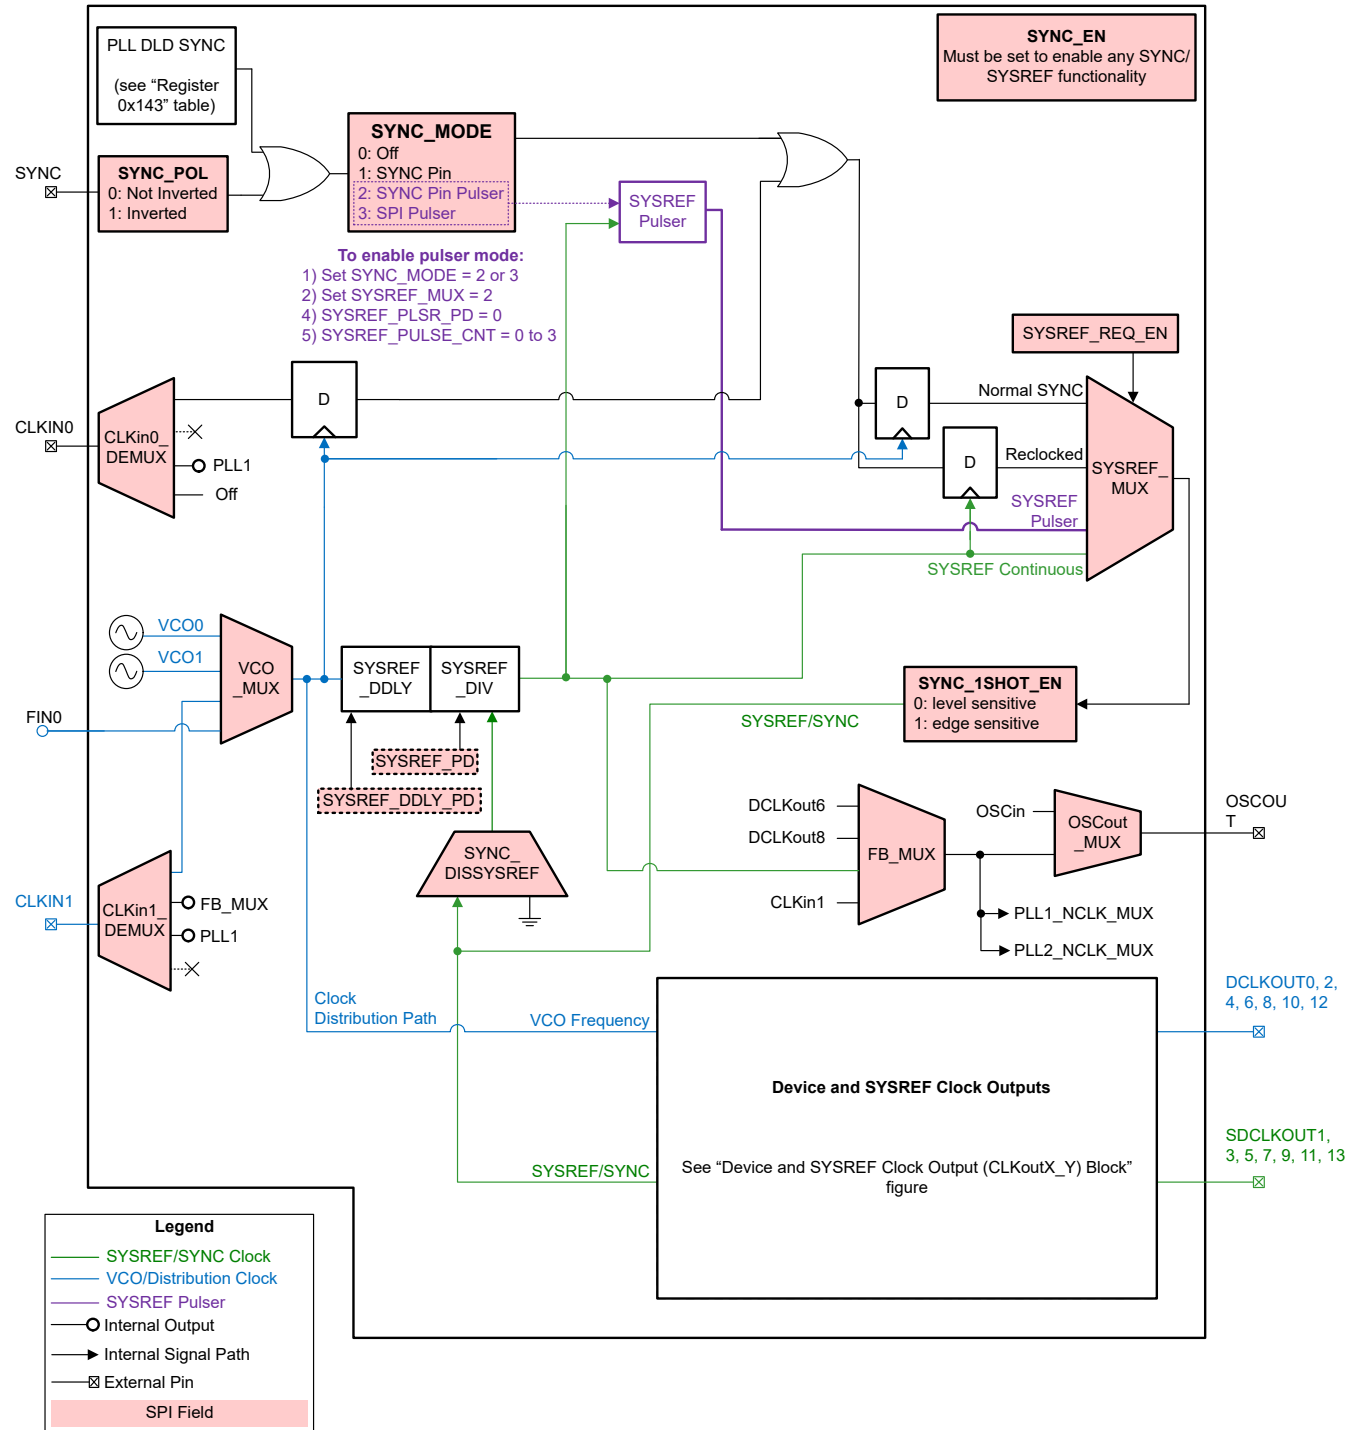 PLL DLD SYNC
(see “Register
0x143” table)
SYNC_EN
Must be set to enable any SYNC/
SYSREF functionality
SYNC
SYNC_POL
0: Not Inverted
1: Inverted
SYNC_MODE
0: Off
1: SYNC Pin
2: SYNC Pin Pulser
3: SPI Pulser
SYSREF
Pulser
To enable pulser mode:
1) Set SYNC_MODE = 2 or 3
2) Set SYSREF_MUX = 2
4) SYSREF_PLSR_PD = 0
5) SYSREF_PULSE_CNT = 0 to 3
SYSREF_REQ_EN
CLKIN0
CLKin0_
DEMUX
PLL1
Off
D
D
D
Normal SYNC
Reclocked
SYSREF
Pulser
SYSREF Continuous
SYSREF_
MUX
VCO0
VCO1
FIN0
VCO
_MUX
SYSREF
_DDLY
SYSREF
_DIV
SYSREF_PD
SYSREF_DDLY_PD
SYNC_1SHOT_EN
0: level sensitive
1: edge sensitive
SYSREF/SYNC
SYNC_
DISSYSREF
DCLKout6
DCLKout8
CLKin1
FB_MUX
OSCin
OSCout
_MUX
OSCOU
T
PLL1_NCLK_MUX
PLL2_NCLK_MUX
CLKIN1
CLKin1_
DEMUX
FB_MUX
PLL1
Clock
Distribution Path
VCO Frequency
SYSREF/SYNC
Device and SYSREF Clock Outputs
See “Device and SYSREF Clock Output (CLKoutX_Y) Block”
figure
DCLKOUT0, 2,
4, 6, 8, 10, 12
SDCLKOUT1,
3, 5, 7, 9, 11, 13
Legend
SYSREF/SYNC Clock
VCO/Distribution Clock
SYSREF Pulser
Internal Output
Internal Signal Path
External Pin
SPI Field